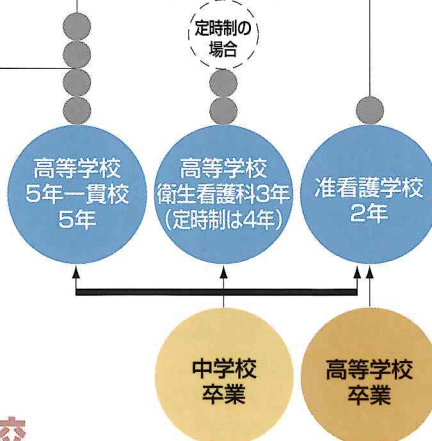 定時制の
場合
高等学校
5年一貫校
5年
高等学校
衛生看護科3年
(定時制は4年)
准看護学校
2年
中学校
卒業
高等学校
卒業